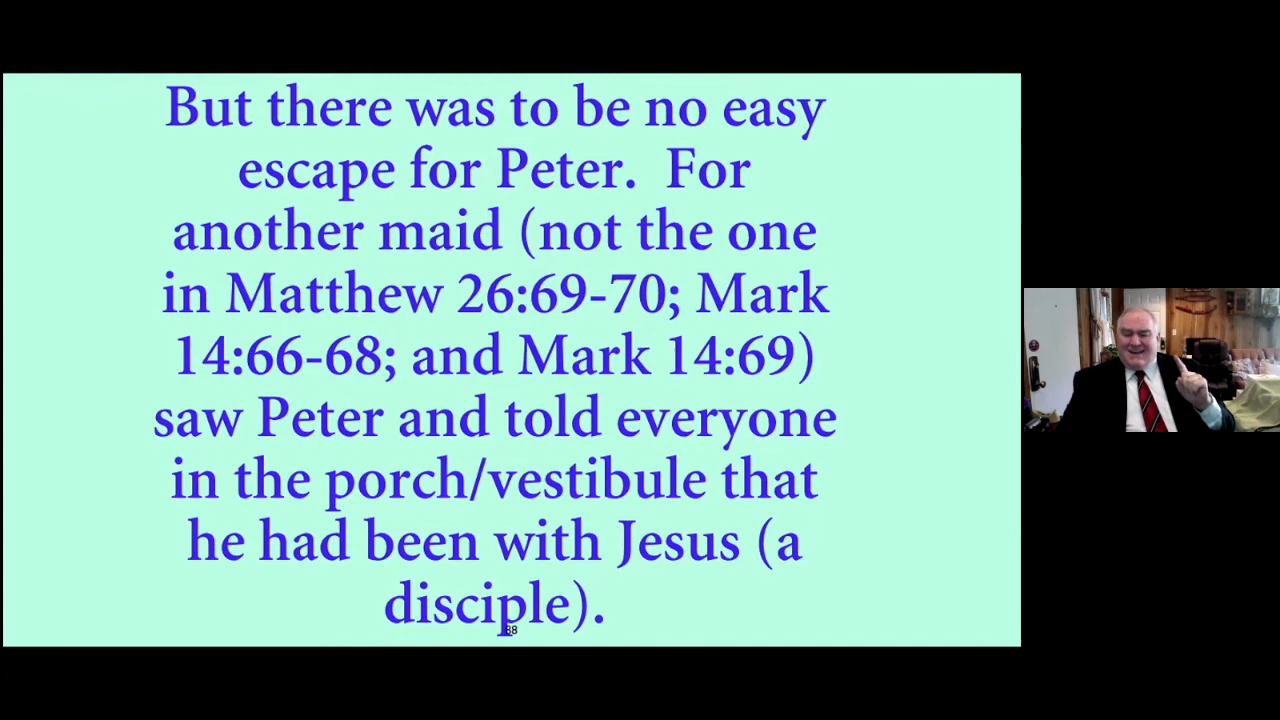 But there was to be no easy
escape for Peter.  For
another maid (not the one
in Matthew 26:69-70; Mark
14:66-68; and Mark 14:69)
saw Peter and told everyone
in the porch/vestibule that
he had been with Jesus (a
disciple).
88